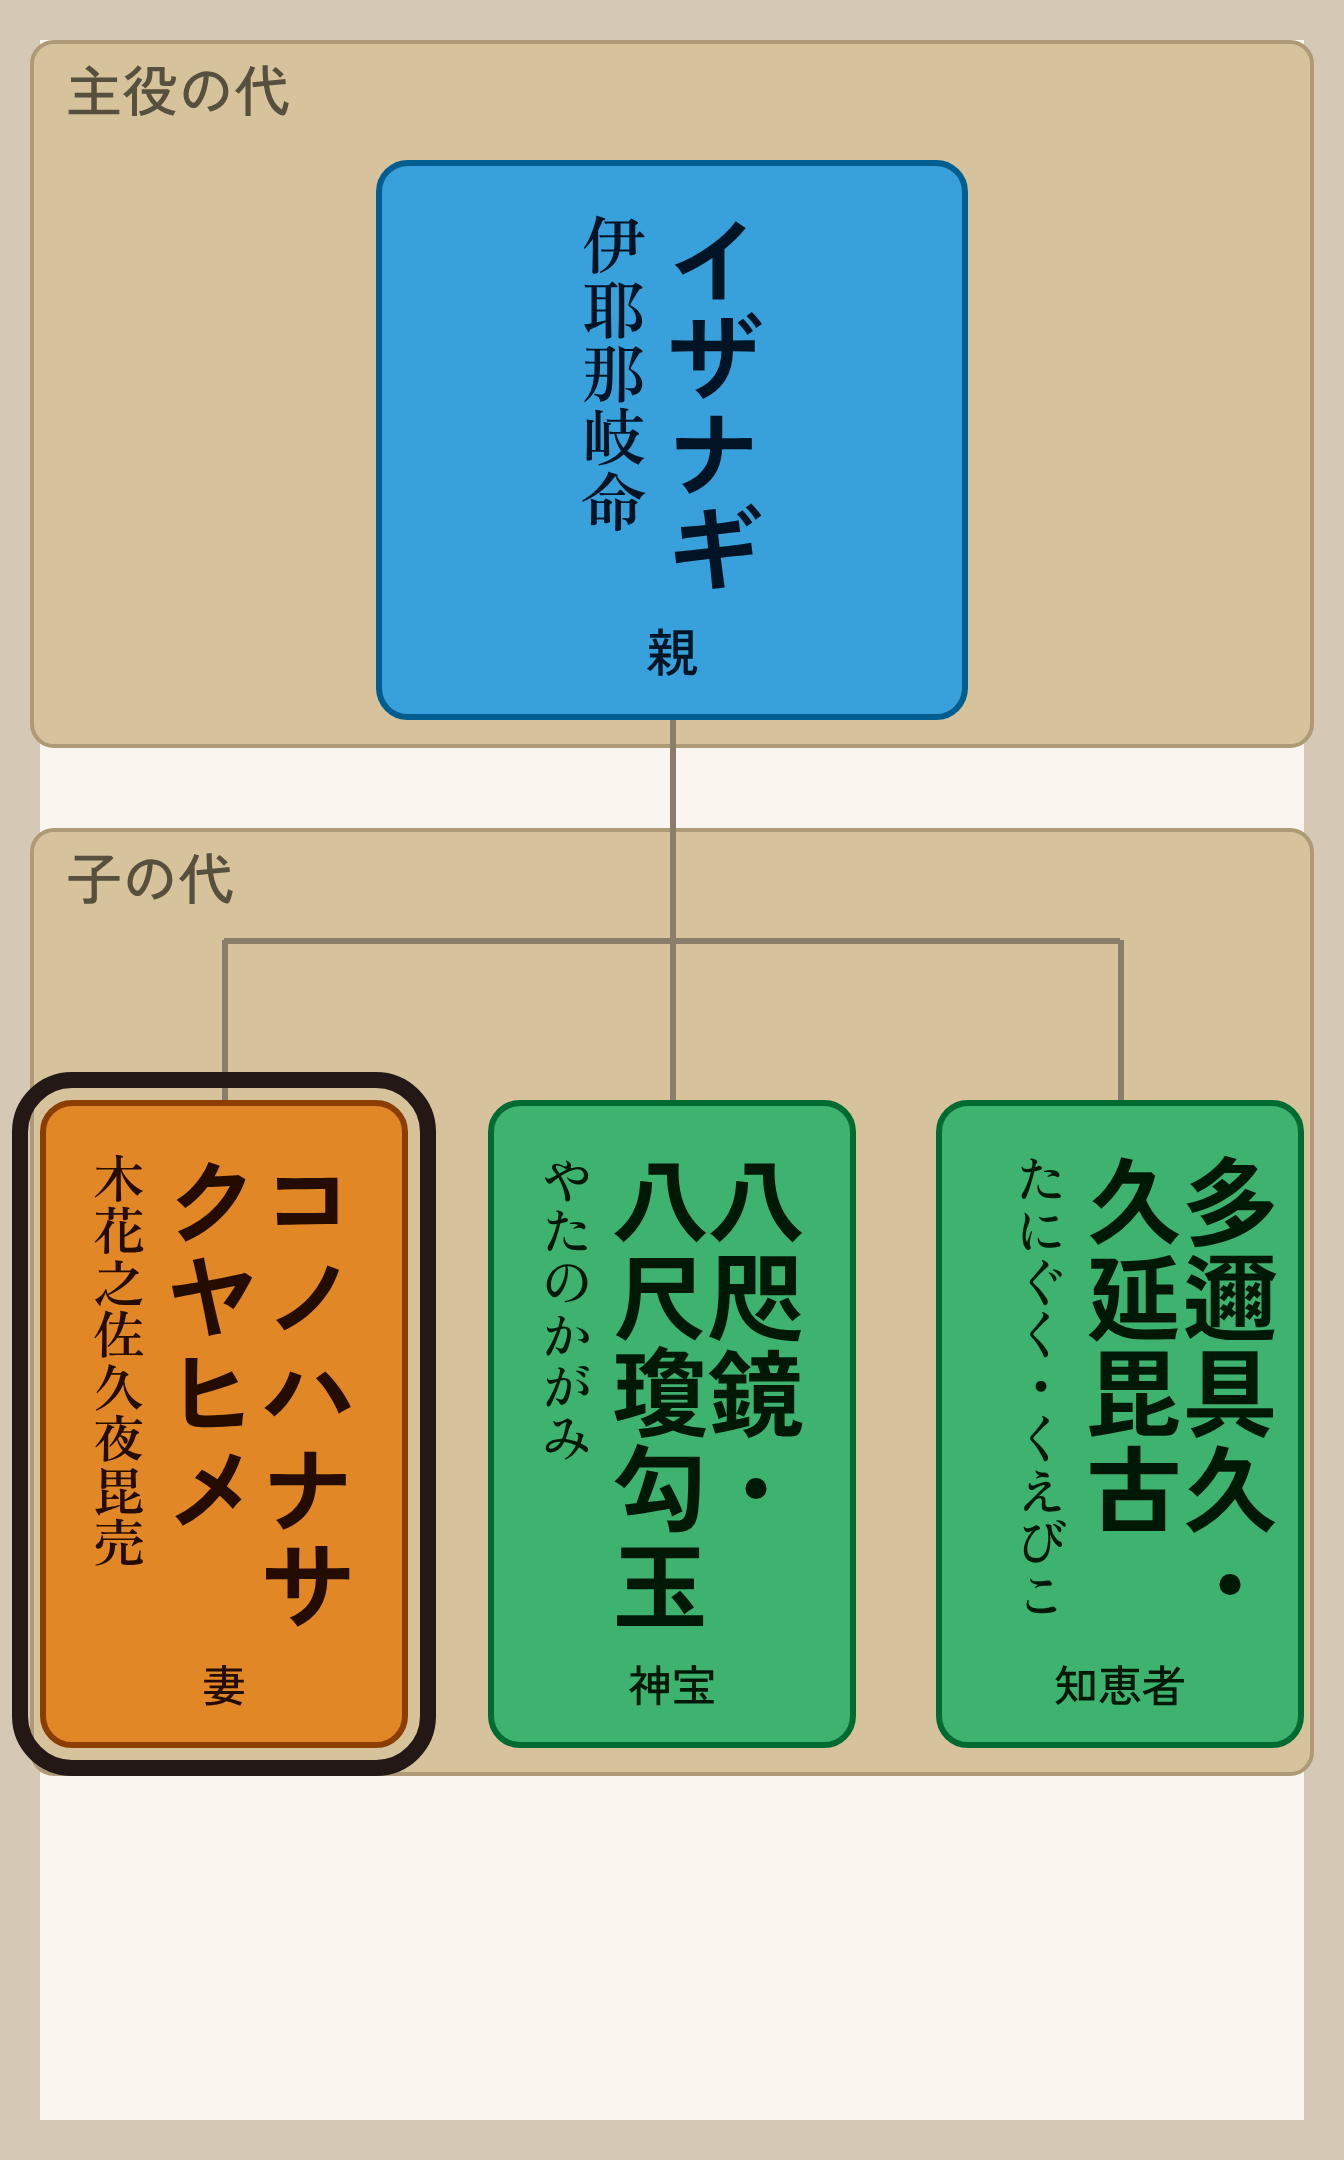 主役の代
イザナギ
伊耶那岐命
親
子の代
コノハナサ
クヤヒメ
木花之佐久夜毘売
妻
八咫鏡・
八尺瓊勾玉
やたのかがみ
神宝
多邇具久・
久延毘古
たにぐく・くえびこ
知恵者